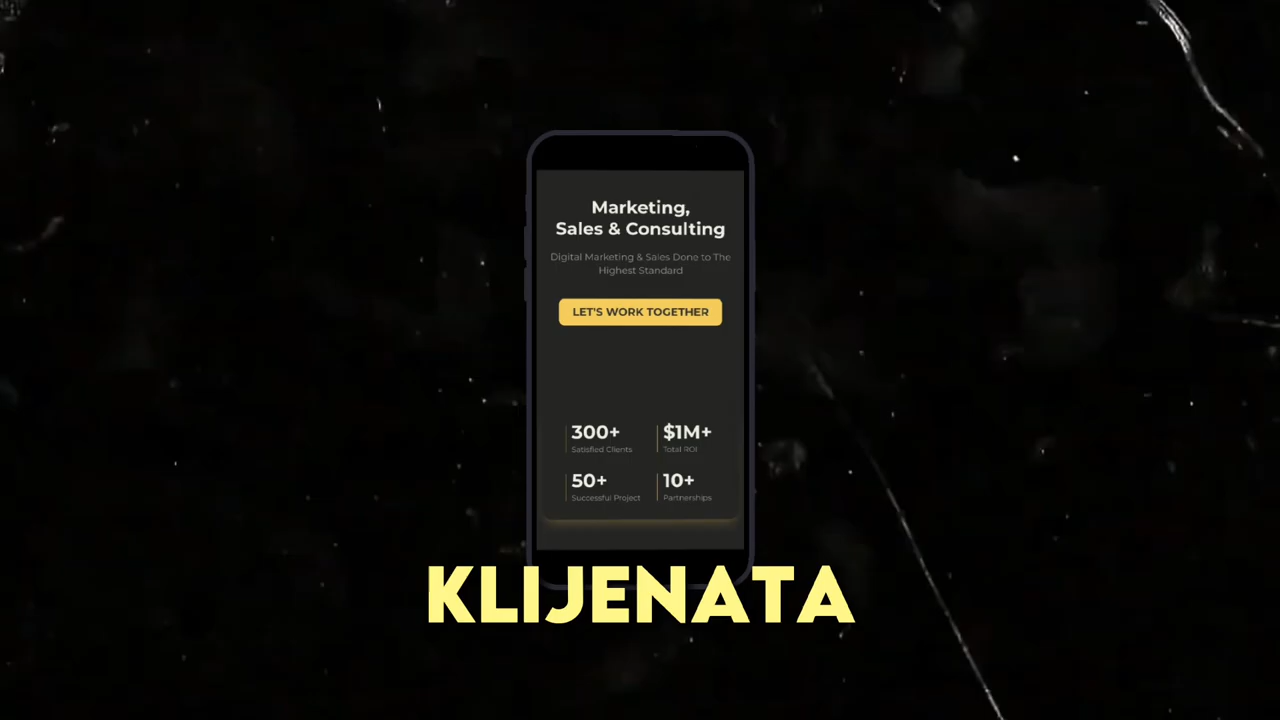 Marketing,
Sales & Consulting
Digital Marketing & Sales Done to The
Highest Standard
LET'S WORK TOGETHER
300+ $1M+
Satisfied Clients Total ROI
50+ 10+
Successful Project Partnerships
KLIJENATA